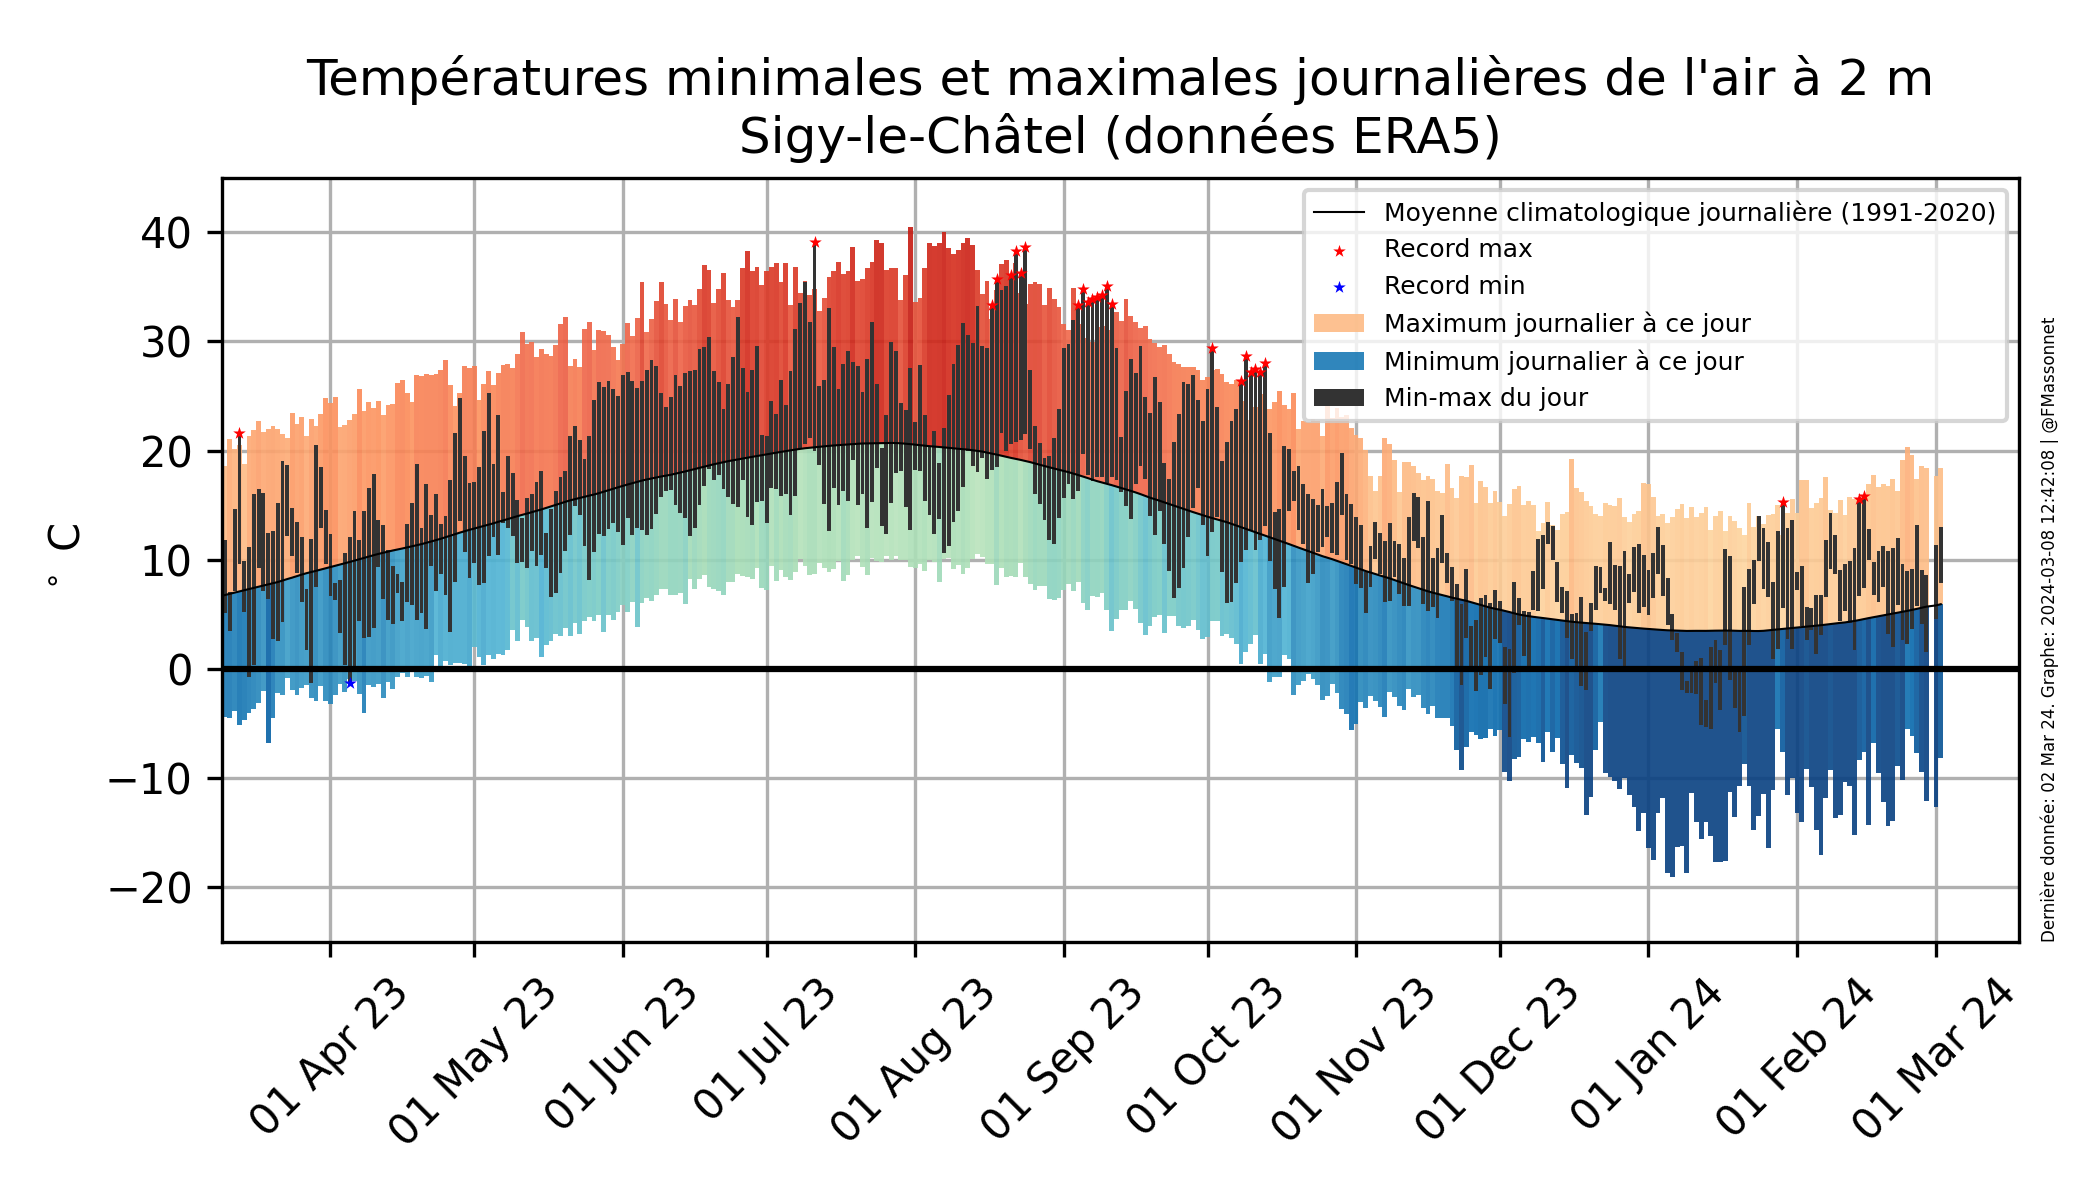 Températures minimales et maximales journalières de l'air à 2 m
Sigy-le-Châtel (données ERA5)
Moyenne climatologique journalière (1991-2020)
Record max
Record min
Maximum journalier à ce jour
Minimum journalier à ce jour
Min-max du jour
40
30
20
10
0
−10
−20
° C
01 Apr 23
01 May 23
01 Jun 23
01 Jul 23
01 Aug 23
01 Sep 23
01 Oct 23
01 Nov 23
01 Dec 23
01 Jan 24
01 Feb 24
01 Mar 24
Dernière donnée: 02 Mar 24. Graphe: 2024-03-08 12:42:08 | @FMassonnet